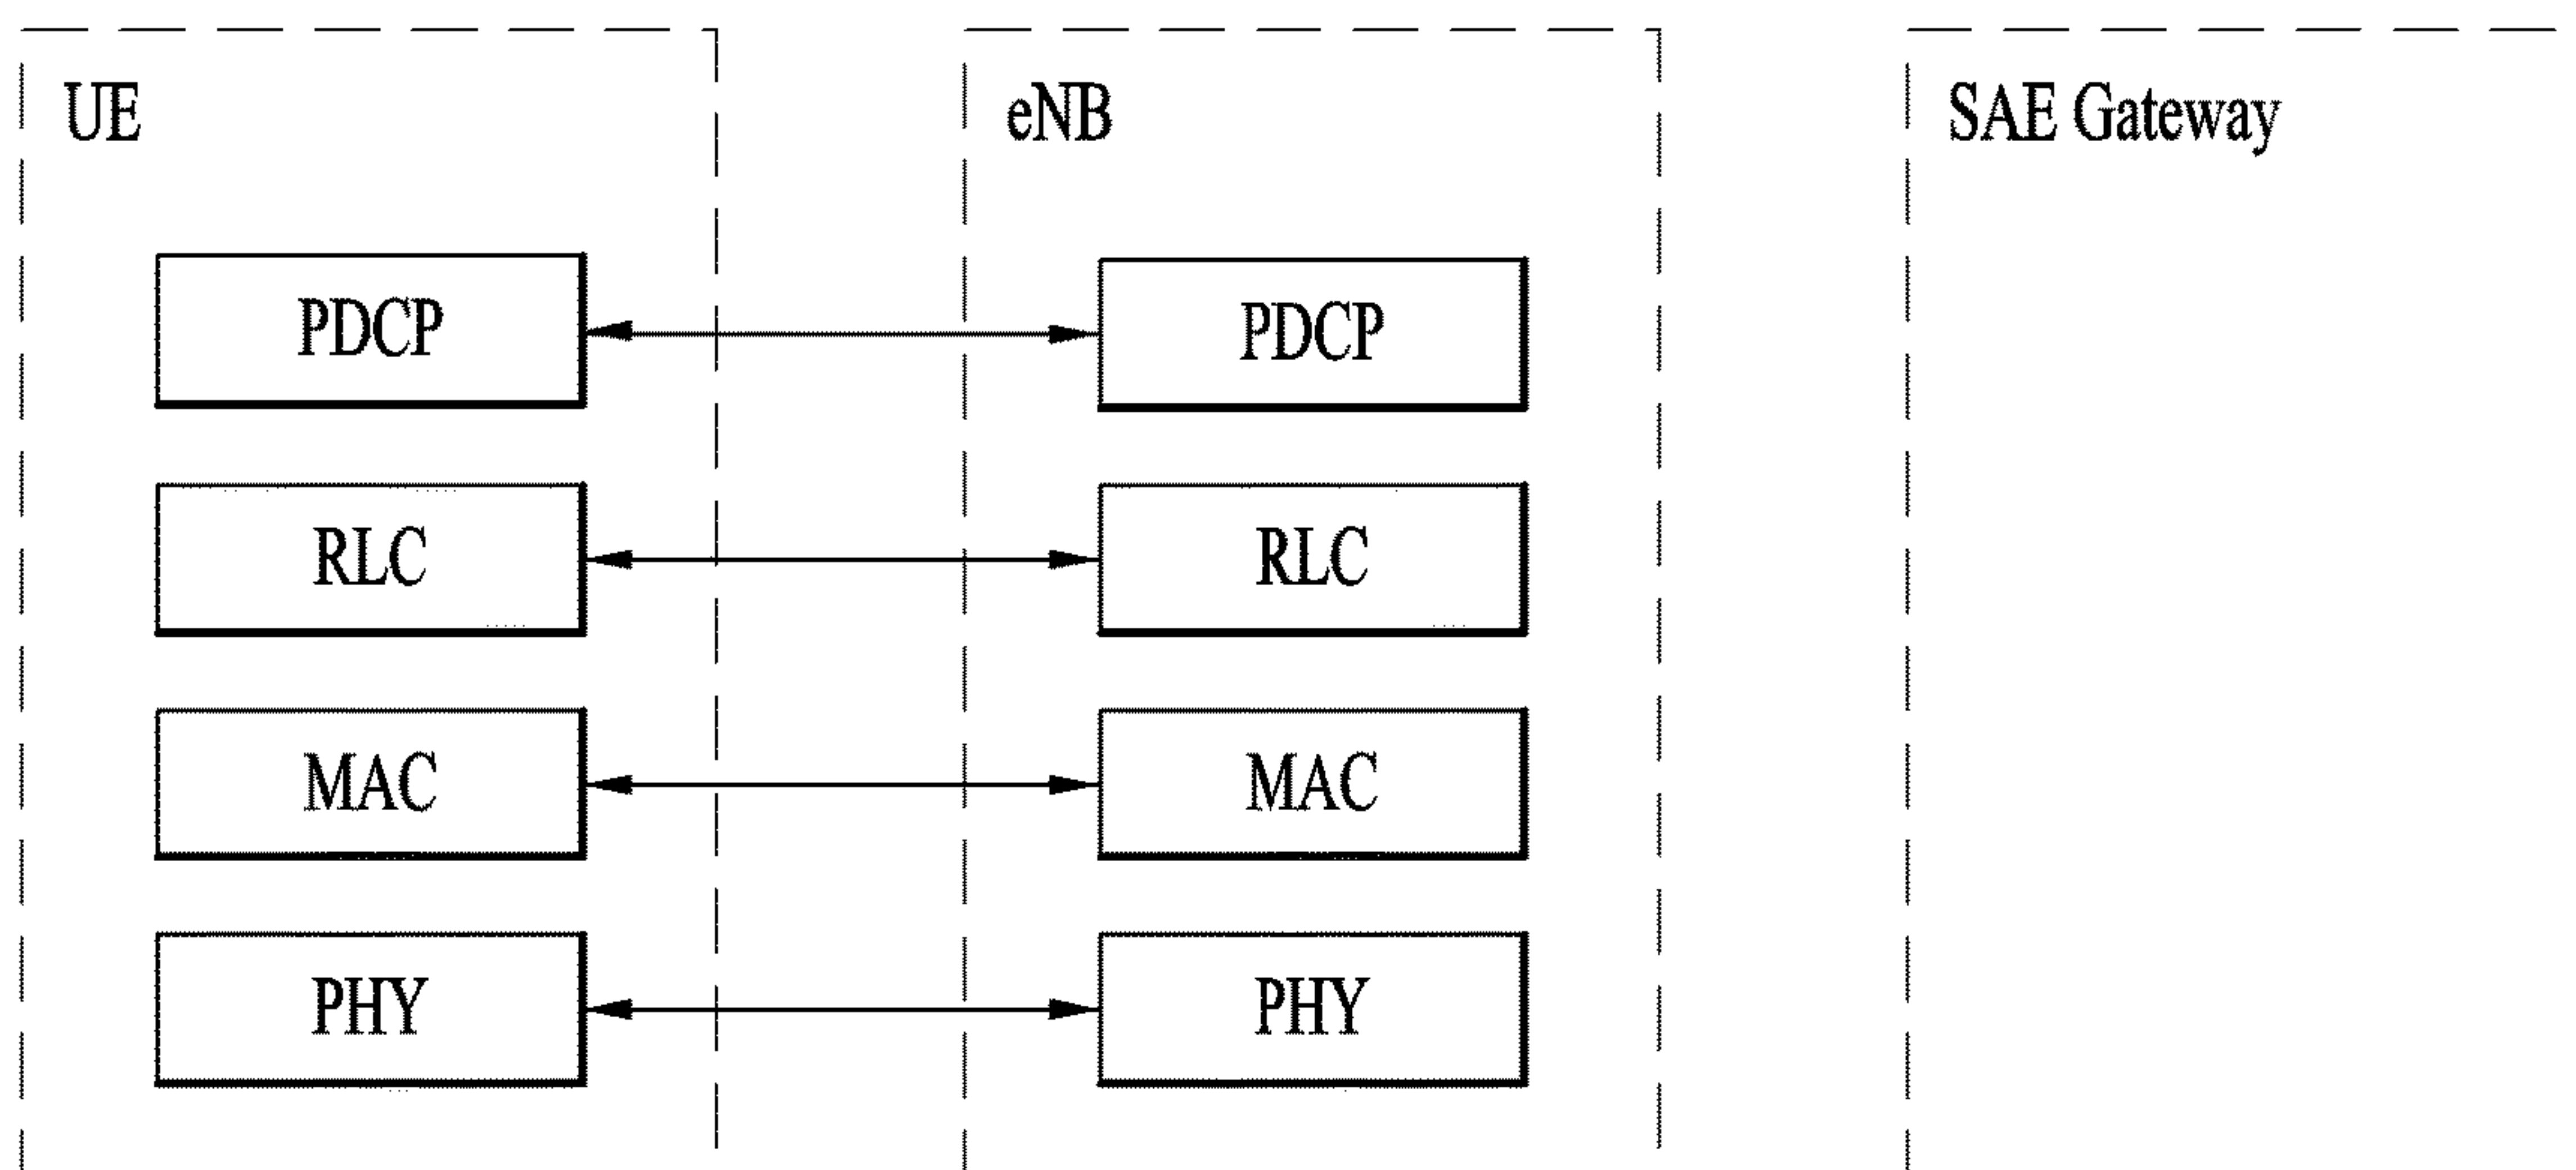 UE
eNB
SAE Gateway
PDCP
PDCP
RLC
RLC
MAC
MAC
PHY
PHY